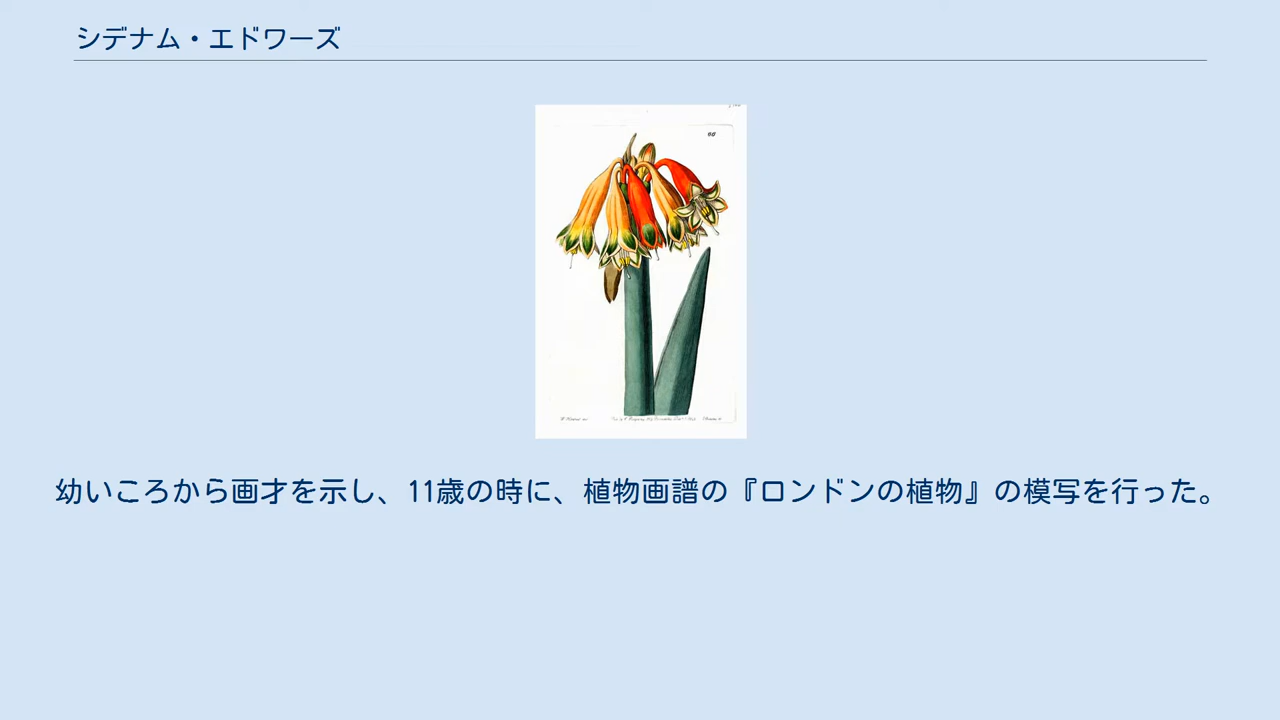 シデナム・エドワーズ
幼いころから画才を示し、11歳の時に、植物画譜の『ロンドンの植物』の模写を行った。